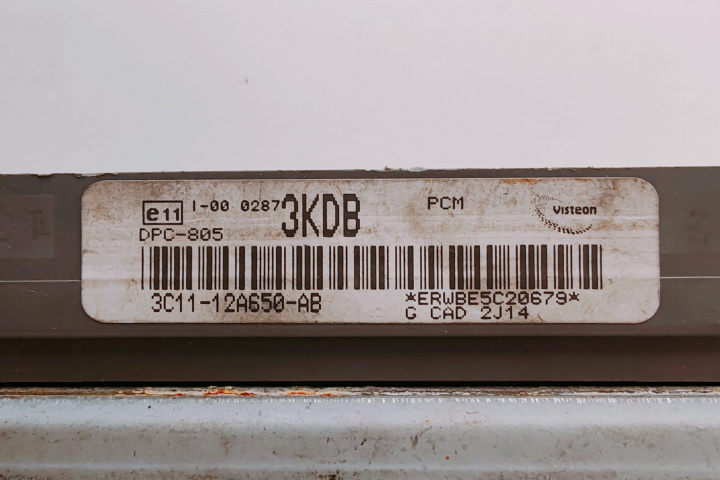 e11 I-00 0287 3KDB PCM Visteon
DPC-805
3C11-12A650-AB *ERWBE5C20679*
G CAD 2J14